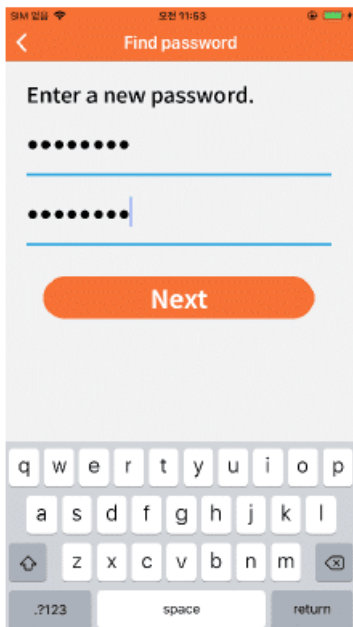 SIM 없음 오전 11:53
Find password
Enter a new password.
••••••••
••••••••
Next
q w e r t y u i o p
a s d f g h j k l
z x c v b n m
.?123 space return